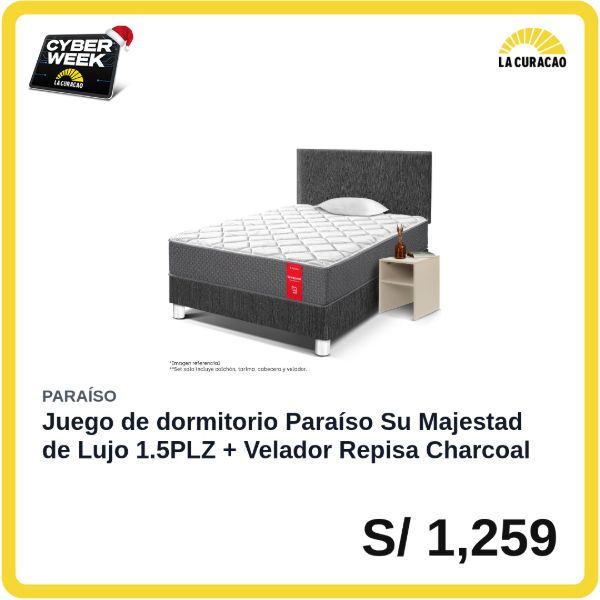 CYBER
WEEK
LA CURACAO
LA CURACAO
*Imagen referencial
**Set solo incluye colchón, tarima, cabecera y velador.
PARAÍSO
Juego de dormitorio Paraíso Su Majestad
de Lujo 1.5PLZ + Velador Repisa Charcoal
S/ 1,259